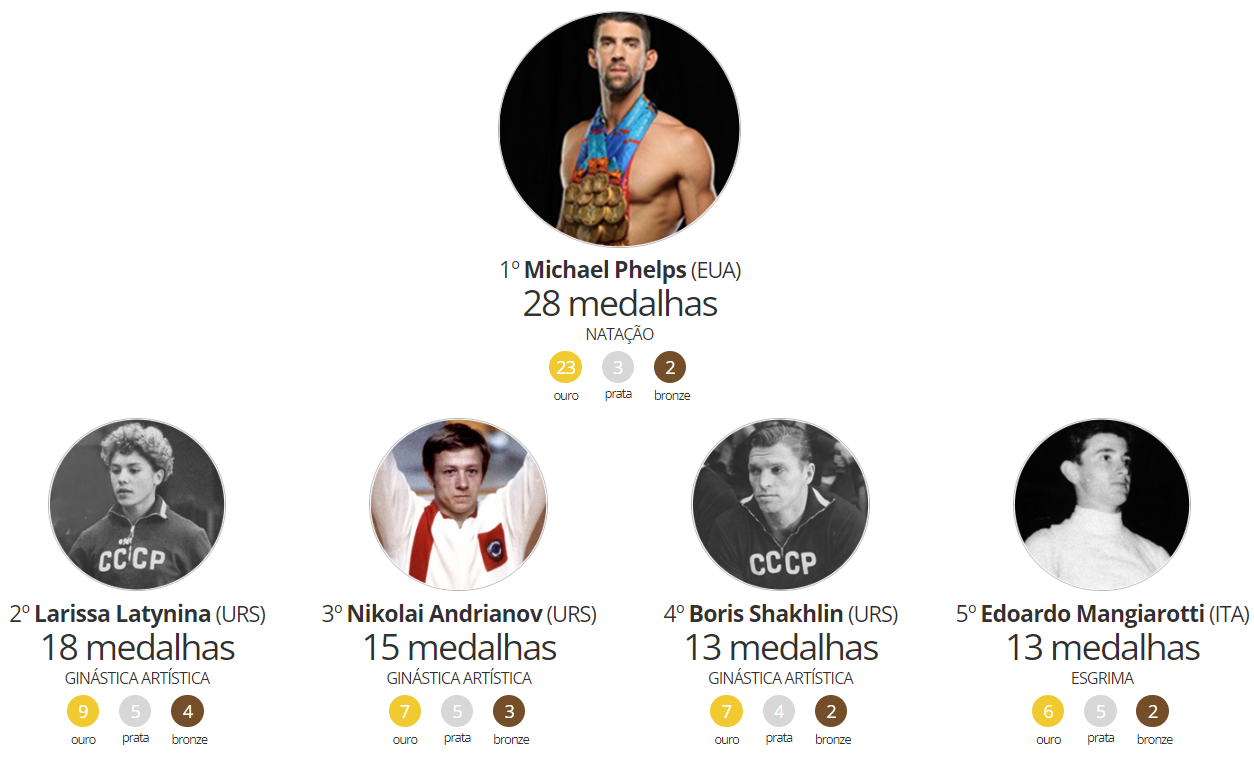 1º Michael Phelps (EUA)
28 medalhas
NATAÇÃO
23 3 2
ouro prata bronze
CCCP
CCCP
2º Larissa Latynina (URS)
18 medalhas
GINÁSTICA ARTÍSTICA
9 5 4
ouro prata bronze
3º Nikolai Andrianov (URS)
15 medalhas
GINÁSTICA ARTÍSTICA
7 5 3
ouro prata bronze
4º Boris Shakhlin (URS)
13 medalhas
GINÁSTICA ARTÍSTICA
7 4 2
ouro prata bronze
5º Edoardo Mangiarotti (ITA)
13 medalhas
ESGRIMA
6 5 2
ouro prata bronze